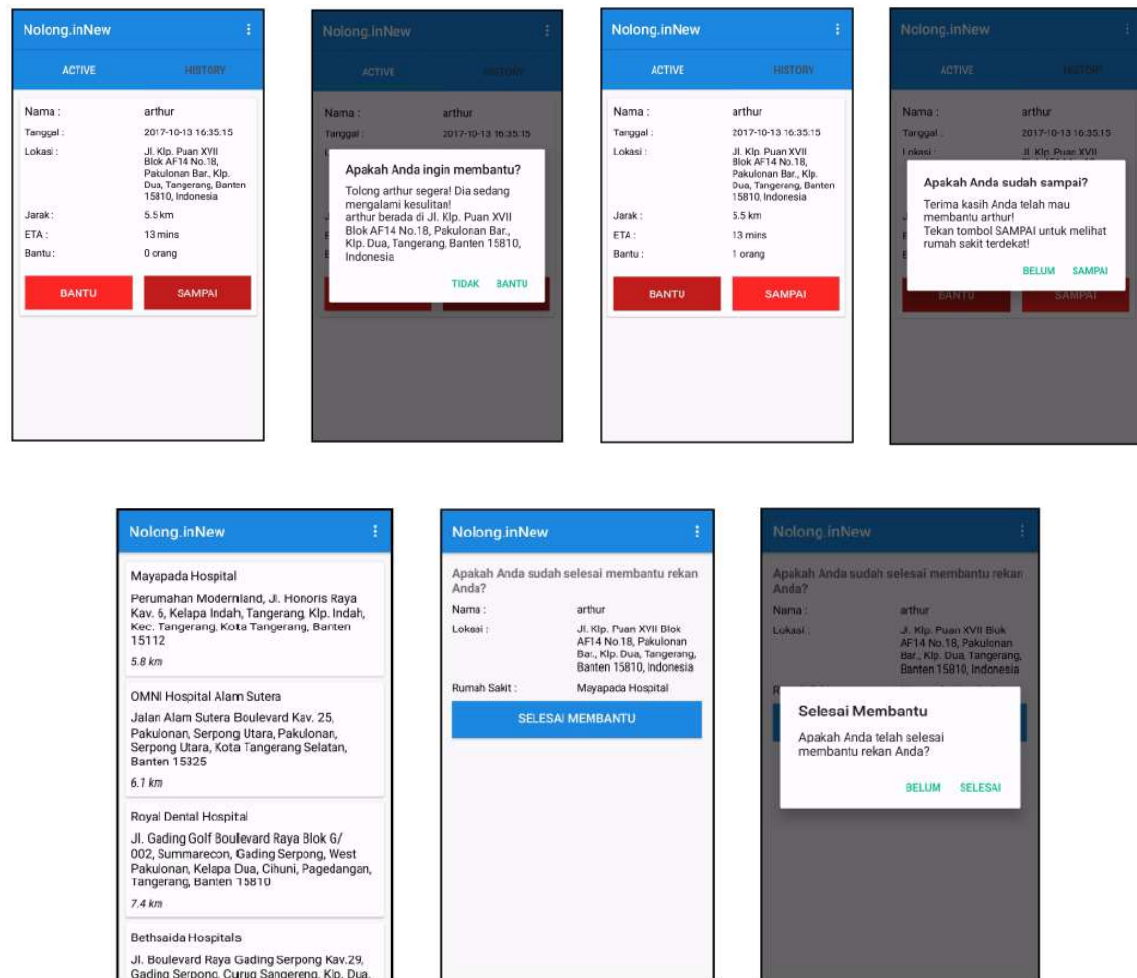 Nolong.inNew
ACTIVE HISTORY
Nama : arthur
Tanggal : 2017-10-13 16:35:15
Lokasi : Jl. Klp. Puan XVII
Blok AF14 No.18,
Pakulonan Bar., Klp.
Dua, Tangerang, Banten
15810, Indonesia
Jarak : 5.5 km
ETA : 13 mins
Bantu : 0 orang
BANTU SAMPAI
Nolong.inNew
ACTIVE HISTORY
Nama : arthur
Tanggal : 2017-10-13 16:35:15
Apakah Anda ingin membantu?
Tolong arthur segera! Dia sedang
mengalami kesulitan!
arthur berada di Jl. Klp. Puan XVII
Blok AF14 No.18, Pakulonan Bar.,
Klp. Dua, Tangerang, Banten 15810,
Indonesia
TIDAK BANTU
Nolong.inNew
ACTIVE HISTORY
Nama : arthur
Tanggal : 2017-10-13 16:35:15
Lokasi : Jl. Klp. Puan XVII
Blok AF14 No.18,
Pakulonan Bar., Klp.
Dua, Tangerang, Banten
15810, Indonesia
Jarak : 5.5 km
ETA : 13 mins
Bantu : 1 orang
BANTU SAMPAI
Nolong.inNew
ACTIVE HISTORY
Nama : arthur
Tanggal : 2017-10-13 16:35:15
Lokasi : Jl. Klp. Puan XVII
Apakah Anda sudah sampai?
Terima kasih Anda telah mau
membantu arthur!
Tekan tombol SAMPAI untuk melihat
rumah sakit terdekat!
BELUM SAMPAI
BANTU SAMPAI
Nolong.inNew
Mayapada Hospital
Perumahan Modernland, Jl. Honoris Raya
Kav. 6, Kelapa Indah, Tangerang, Klp. Indah,
Kec. Tangerang, Kota Tangerang, Banten
15112
5.8 km
OMNI Hospital Alam Sutera
Jalan Alam Sutera Boulevard Kav. 25,
Pakulonan, Serpong Utara, Pakulonan,
Serpong Utara, Kota Tangerang Selatan,
Banten 15325
6.1 km
Royal Dental Hospital
Jl. Gading Golf Boulevard Raya Blok G/
002, Summarecon, Gading Serpong, West
Pakulonan, Kelapa Dua, Cihuni, Pagedangan,
Tangerang, Banten 15810
7.4 km
Bethsaida Hospitals
Jl. Boulevard Raya Gading Serpong Kav.29,
Gading Serpong, Curug Sangereng, Klp. Dua,
Nolong.inNew
Apakah Anda sudah selesai membantu rekan
Anda?
Nama : arthur
Lokasi : Jl. Klp. Puan XVII Blok
AF14 No.18, Pakulonan
Bar., Klp. Dua, Tangerang,
Banten 15810, Indonesia
Rumah Sakit : Mayapada Hospital
SELESAI MEMBANTU
Nolong.inNew
Apakah Anda sudah selesai membantu rekan
Anda?
Nama : arthur
Lokasi : Jl. Klp. Puan XVII Blok
AF14 No.18, Pakulonan
Bar., Klp. Dua, Tangerang,
Banten 15810, Indonesia
Selesai Membantu
Apakah Anda telah selesai
membantu rekan Anda?
BELUM SELESAI